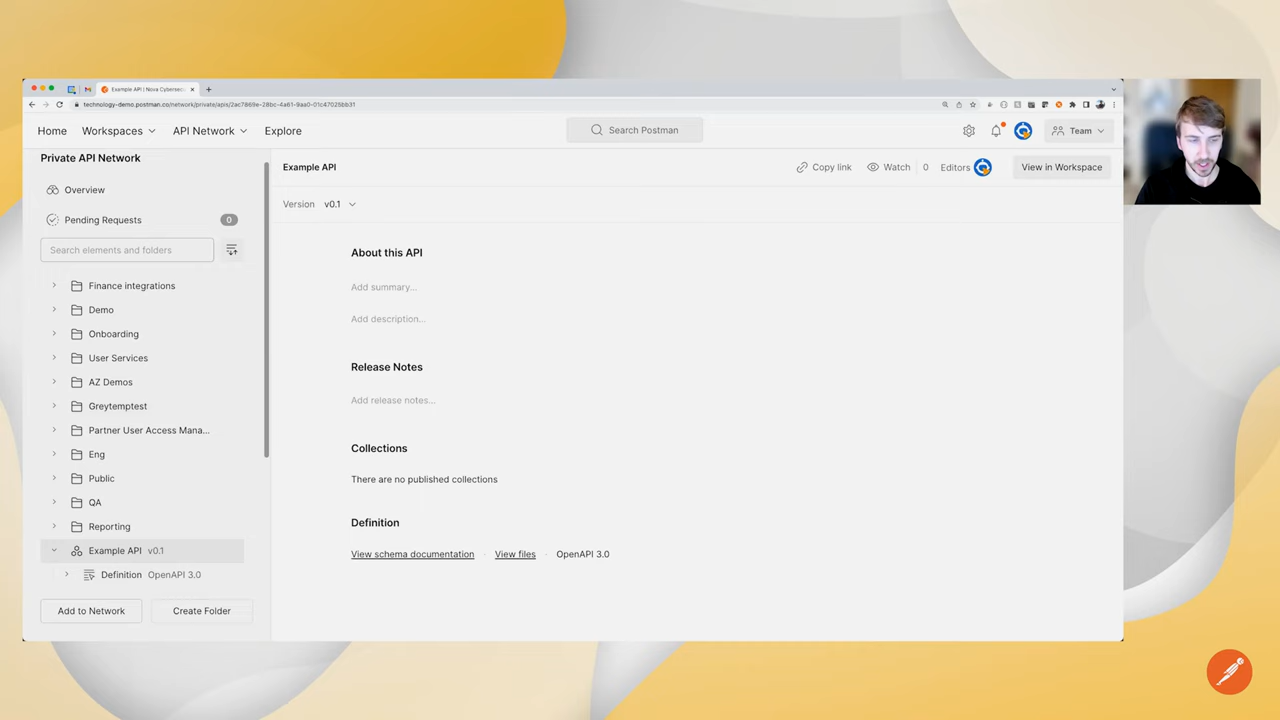 Example API | Nova Cybersec
technology-demo.postman.co/network/private/apis/2ac7869e-28bc-4a61-9aa0-01c47025bb31
Home Workspaces API Network Explore Search Postman Team
Private API Network
Example API Copy link Watch 0 Editors View in Workspace
Overview
Pending Requests 0
Version v0.1
Search elements and folders
Finance integrations
Demo
Onboarding
User Services
AZ Demos
Greytemptest
Partner User Access Mana...
Eng
Public
QA
Reporting
Example API v0.1
Definition OpenAPI 3.0
Add to Network Create Folder
About this API
Add summary...
Add description...
Release Notes
Add release notes...
Collections
There are no published collections
Definition
View schema documentation · View files · OpenAPI 3.0